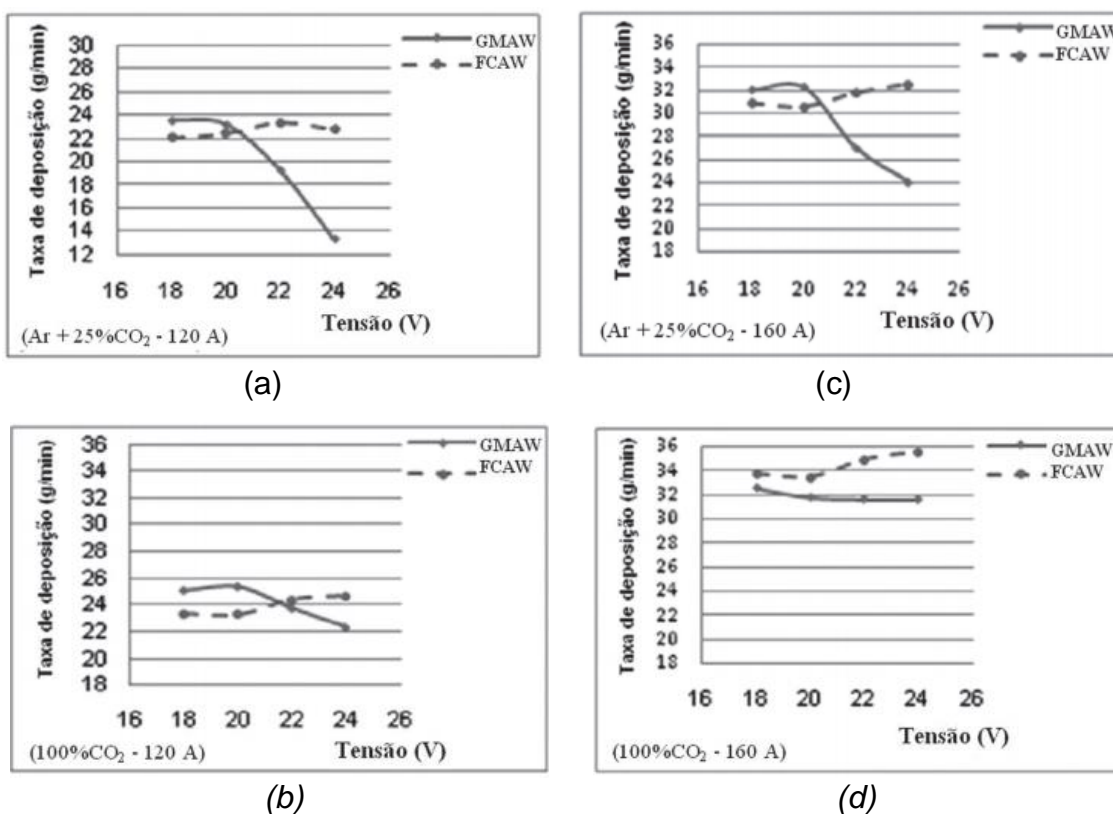 Taxa de deposição (g/min)
30
28
26
24
22
20
18
16
14
12
16 18 20 22 24 26
Tensão (V)
GMAW
FCAW
(Ar + 25%CO₂ - 120 A)
(a)
Taxa de deposição (g/min)
36
34
32
30
28
26
24
22
20
18
16 18 20 22 24 26
Tensão (V)
GMAW
FCAW
(Ar + 25%CO₂ - 160 A)
(c)
Taxa de deposição (g/min)
36
34
32
30
28
26
24
22
20
18
16 18 20 22 24 26
Tensão (V)
GMAW
FCAW
(100%CO₂ - 120 A)
(b)
Taxa de deposição (g/min)
36
34
32
30
28
26
24
22
20
18
16 18 20 22 24 26
Tensão (V)
GMAW
FCAW
(100%CO₂ - 160 A)
(d)